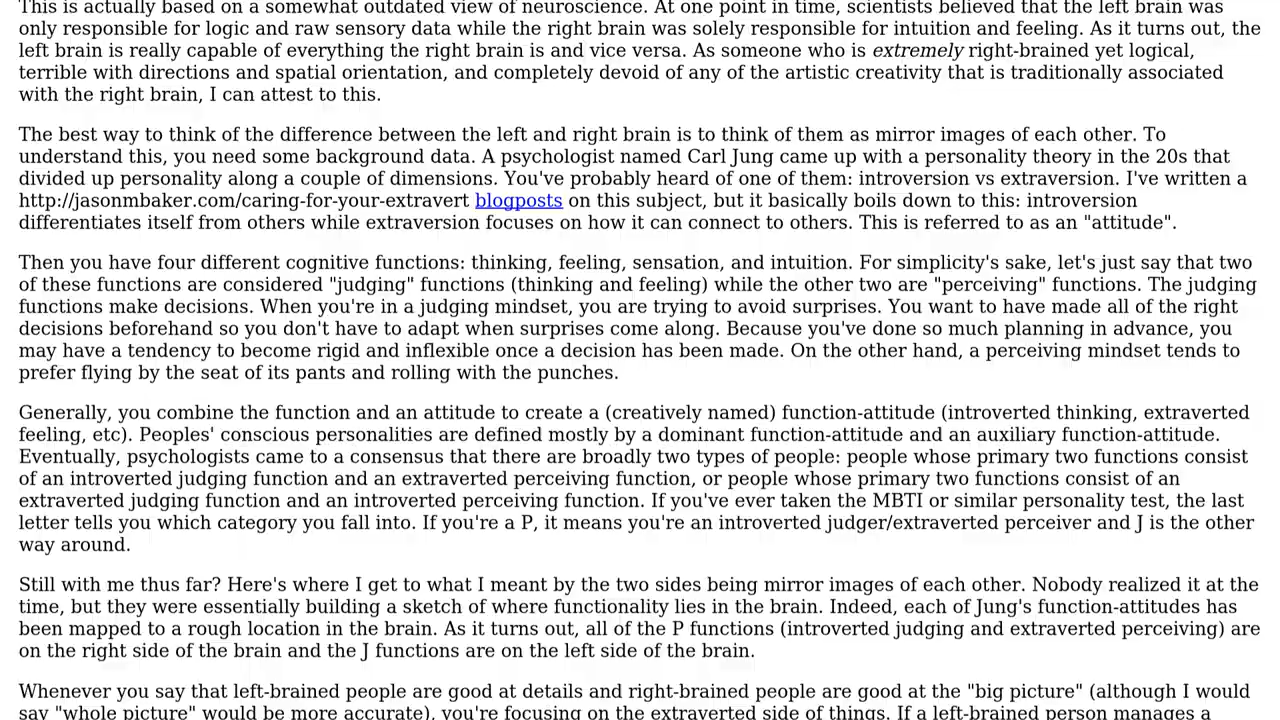 This is actually based on a somewhat outdated view of neuroscience. At one point in time, scientists believed that the left brain was
only responsible for logic and raw sensory data while the right brain was solely responsible for intuition and feeling. As it turns out, the
left brain is really capable of everything the right brain is and vice versa. As someone who is extremely right-brained yet logical,
terrible with directions and spatial orientation, and completely devoid of any of the artistic creativity that is traditionally associated
with the right brain, I can attest to this.
The best way to think of the difference between the left and right brain is to think of them as mirror images of each other. To
understand this, you need some background data. A psychologist named Carl Jung came up with a personality theory in the 20s that
divided up personality along a couple of dimensions. You've probably heard of one of them: introversion vs extraversion. I've written a
http://jasonmbaker.com/caring-for-your-extravert blogposts on this subject, but it basically boils down to this: introversion
differentiates itself from others while extraversion focuses on how it can connect to others. This is referred to as an "attitude".
Then you have four different cognitive functions: thinking, feeling, sensation, and intuition. For simplicity's sake, let's just say that two
of these functions are considered "judging" functions (thinking and feeling) while the other two are "perceiving" functions. The judging
functions make decisions. When you're in a judging mindset, you are trying to avoid surprises. You want to have made all of the right
decisions beforehand so you don't have to adapt when surprises come along. Because you've done so much planning in advance, you
may have a tendency to become rigid and inflexible once a decision has been made. On the other hand, a perceiving mindset tends to
prefer flying by the seat of its pants and rolling with the punches.
Generally, you combine the function and an attitude to create a (creatively named) function-attitude (introverted thinking, extraverted
feeling, etc). Peoples' conscious personalities are defined mostly by a dominant function-attitude and an auxiliary function-attitude.
Eventually, psychologists came to a consensus that there are broadly two types of people: people whose primary two functions consist
of an introverted judging function and an extraverted perceiving function, or people whose primary two functions consist of an
extraverted judging function and an introverted perceiving function. If you've ever taken the MBTI or similar personality test, the last
letter tells you which category you fall into. If you're a P, it means you're an introverted judger/extraverted perceiver and J is the other
way around.
Still with me thus far? Here's where I get to what I meant by the two sides being mirror images of each other. Nobody realized it at the
time, but they were essentially building a sketch of where functionality lies in the brain. Indeed, each of Jung's function-attitudes has
been mapped to a rough location in the brain. As it turns out, all of the P functions (introverted judging and extraverted perceiving) are
on the right side of the brain and the J functions are on the left side of the brain.
Whenever you say that left-brained people are good at details and right-brained people are good at the "big picture" (although I would
say "whole picture" would be more accurate), you're focusing on the extraverted side of things. If a left-brained person manages a